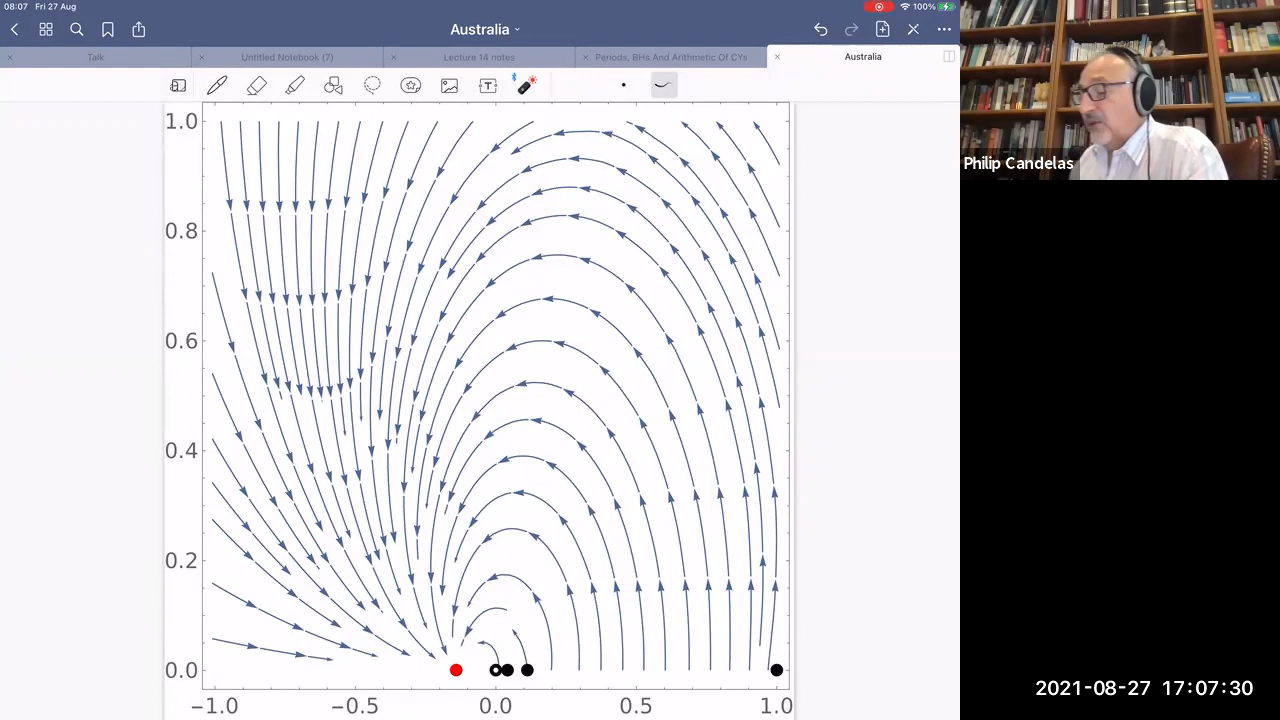 08:07 Fri 27 Aug
100%
Australia
Talk
Untitled Notebook (7)
Lecture 14 notes
Periods, BHs And Arithmetic Of CYs
Australia
T
1.0
0.8
0.6
0.4
0.2
0.0
−1.0 −0.5 0.0 0.5 1.0
Philip Candelas
2021-08-27 17:07:30